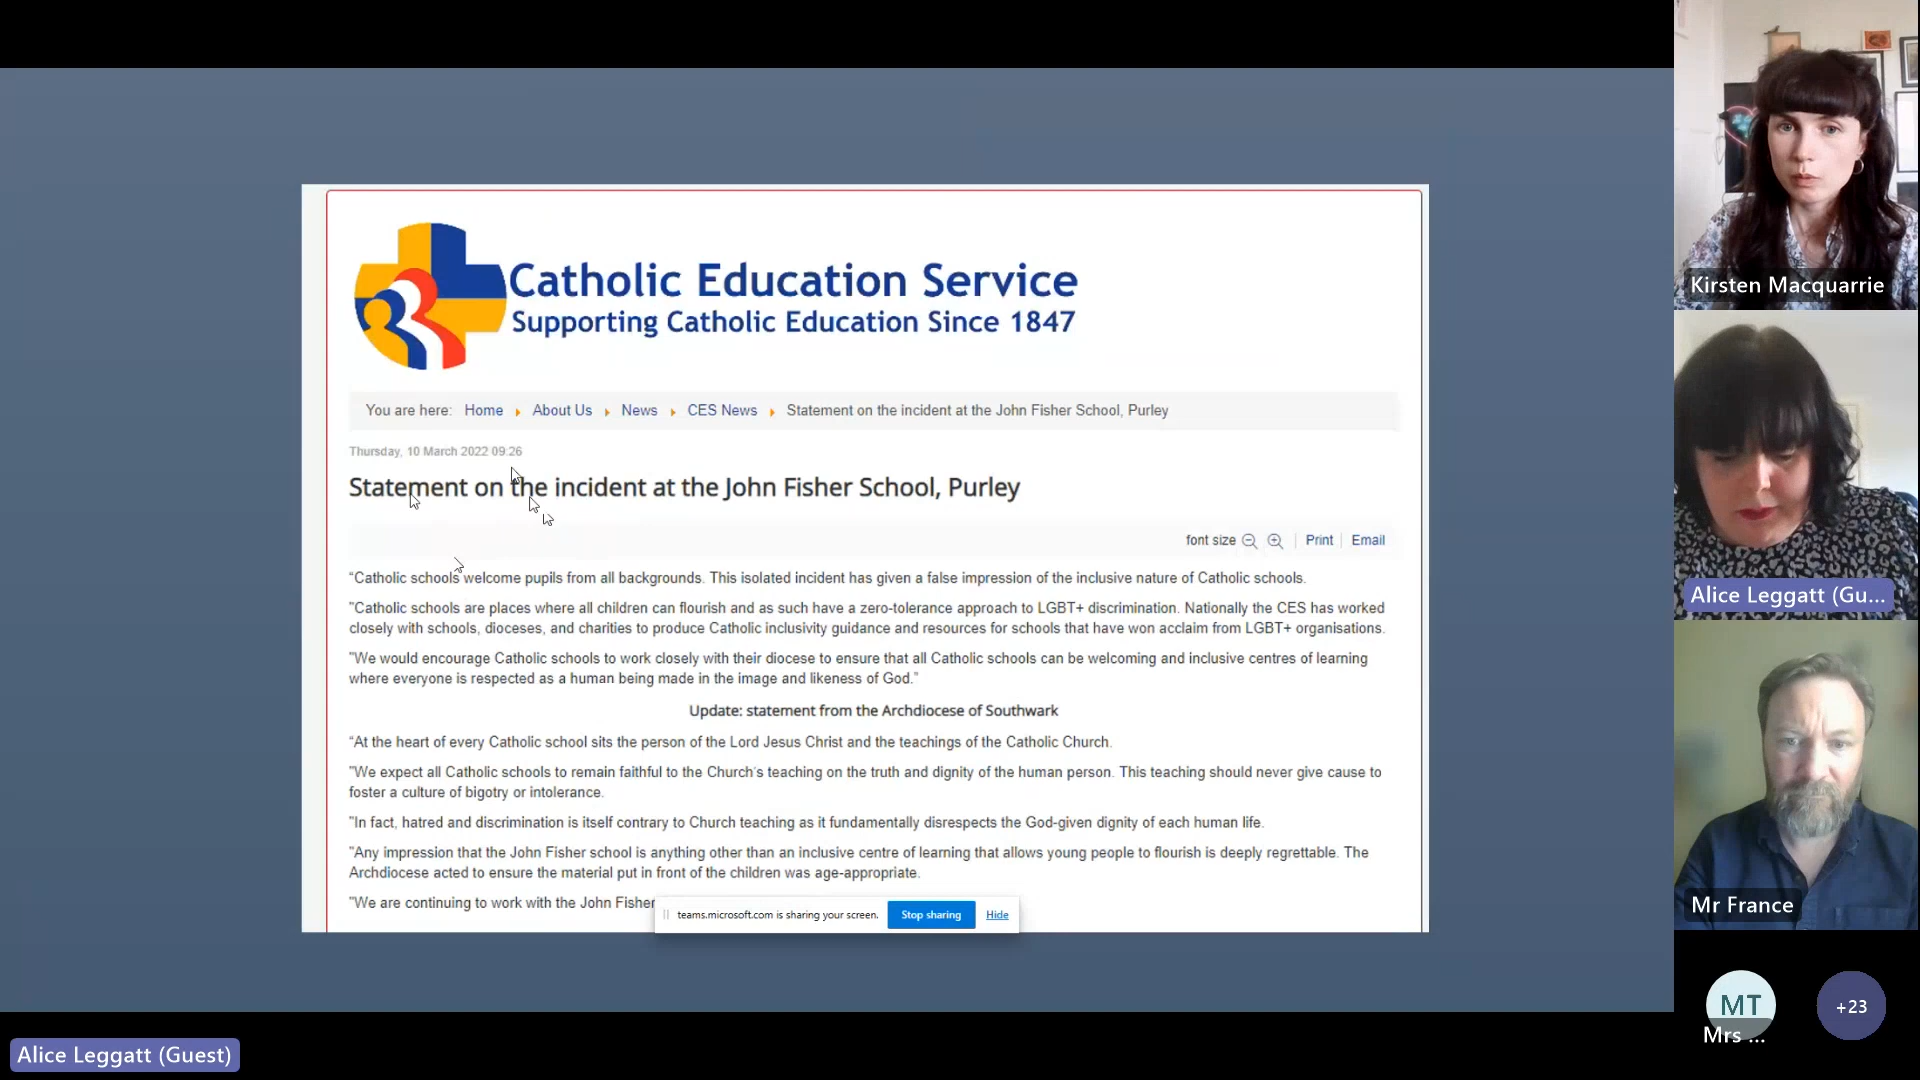 Catholic Education Service
Supporting Catholic Education Since 1847
You are here: Home About Us News CES News Statement on the incident at the John Fisher School, Purley
Thursday, 10 March 2022 09:26
Statement on the incident at the John Fisher School, Purley
font size Print Email
“Catholic schools welcome pupils from all backgrounds. This isolated incident has given a false impression of the inclusive nature of Catholic schools.
"Catholic schools are places where all children can flourish and as such have a zero-tolerance approach to LGBT+ discrimination. Nationally the CES has worked
closely with schools, dioceses, and charities to produce Catholic inclusivity guidance and resources for schools that have won acclaim from LGBT+ organisations.
"We would encourage Catholic schools to work closely with their diocese to ensure that all Catholic schools can be welcoming and inclusive centres of learning
where everyone is respected as a human being made in the image and likeness of God.”
Update: statement from the Archdiocese of Southwark
“At the heart of every Catholic school sits the person of the Lord Jesus Christ and the teachings of the Catholic Church.
"We expect all Catholic schools to remain faithful to the Church's teaching on the truth and dignity of the human person. This teaching should never give cause to
foster a culture of bigotry or intolerance.
"In fact, hatred and discrimination is itself contrary to Church teaching as it fundamentally disrespects the God-given dignity of each human life.
"Any impression that the John Fisher school is anything other than an inclusive centre of learning that allows young people to flourish is deeply regrettable. The
Archdiocese acted to ensure the material put in front of the children was age-appropriate.
"We are continuing to work with the John Fisher
teams.microsoft.com is sharing your screen. Stop sharing Hide
Alice Leggatt (Guest)
Kirsten Macquarrie
Alice Leggatt (Gu...
Mr France
MT
Mrs ...
+23